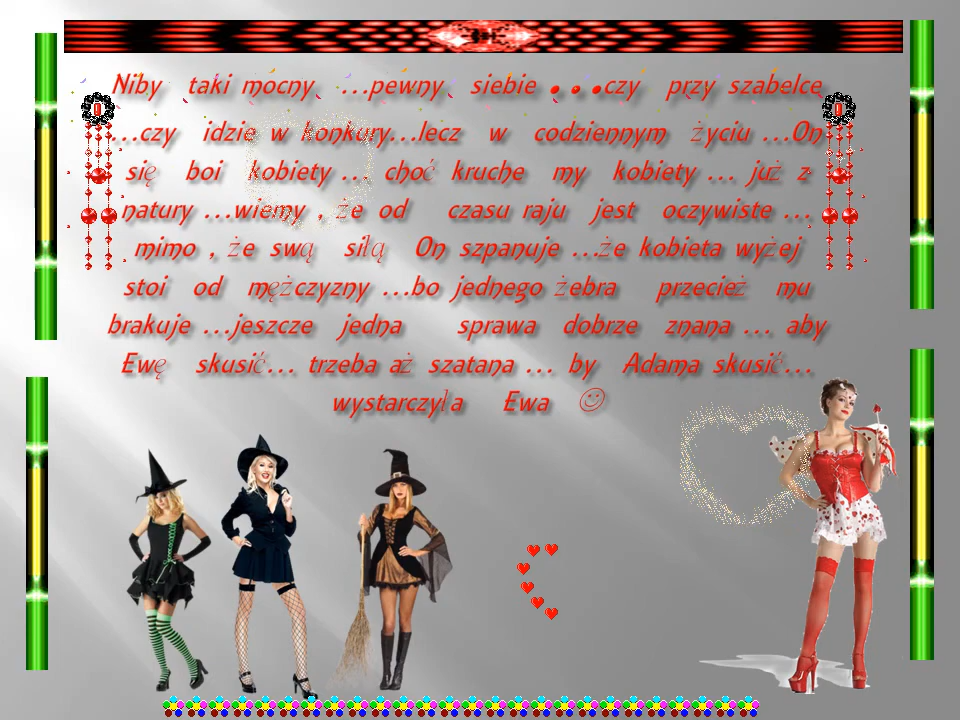 Niby taki mocny …pewny siebie …czy przy szabelce
…czy idzie w konkury…lecz w codziennym życiu …On
się boi kobiety … choć kruche my kobiety … już z
natury …wiemy , że od czasu raju jest oczywiste …
mimo , że swą siłą On szpanuje …że kobieta wyżej
stoi od mężczyzny …bo jednego żebra przecież mu
brakuje …jeszcze jedna sprawa dobrze znana … aby
Ewę skusić… trzeba aż szatana … by Adama skusić…
wystarczyła Ewa ☺